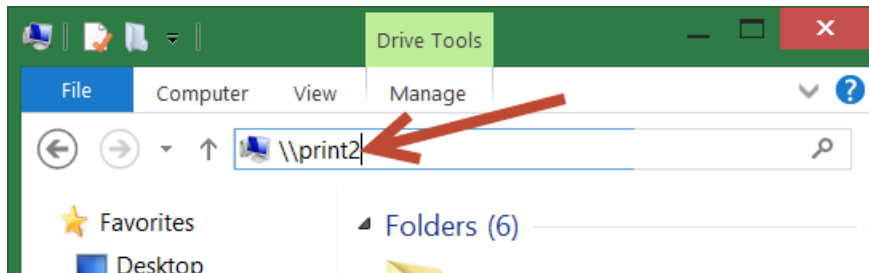 Drive Tools
File Computer View Manage
\\print2
Favorites
Folders (6)
Desktop